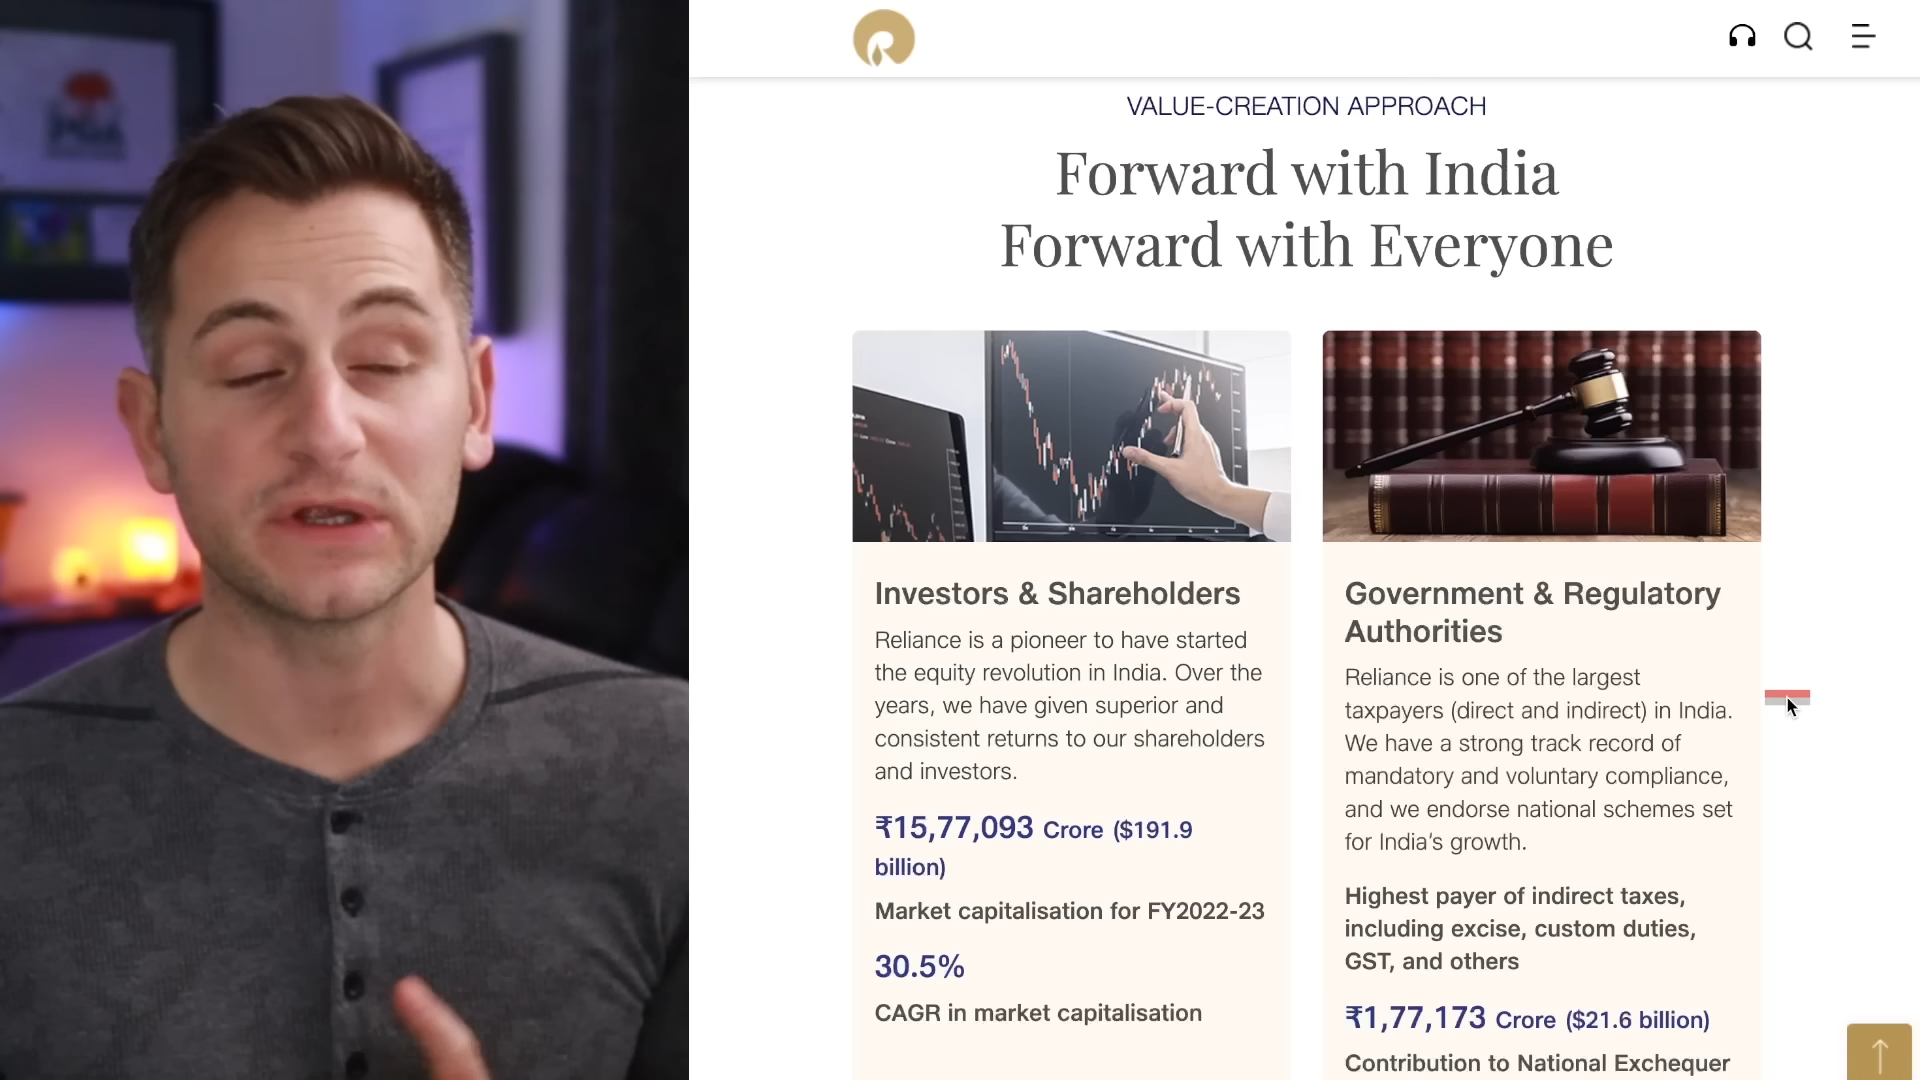 VALUE-CREATION APPROACH
Forward with India
Forward with Everyone
Investors & Shareholders
Reliance is a pioneer to have started
the equity revolution in India. Over the
years, we have given superior and
consistent returns to our shareholders
and investors.
₹15,77,093 Crore ($191.9
billion)
Market capitalisation for FY2022-23
30.5%
CAGR in market capitalisation
Government & Regulatory
Authorities
Reliance is one of the largest
taxpayers (direct and indirect) in India.
We have a strong track record of
mandatory and voluntary compliance,
and we endorse national schemes set
for India’s growth.
Highest payer of indirect taxes,
including excise, custom duties,
GST, and others
₹1,77,173 Crore ($21.6 billion)
Contribution to National Exchequer